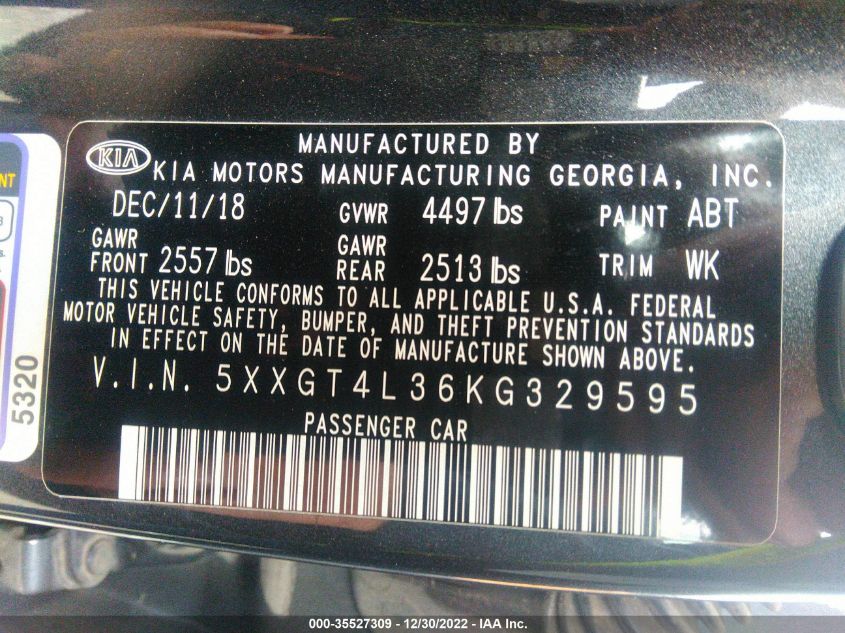 MANUFACTURED BY
KIA KIA MOTORS MANUFACTURING GEORGIA, INC.
DEC/11/18 GVWR 4497 lbs PAINT ABT
GAWR FRONT 2557 lbs GAWR REAR 2513 lbs TRIM WK
THIS VEHICLE CONFORMS TO ALL APPLICABLE U.S.A. FEDERAL
MOTOR VEHICLE SAFETY, BUMPER, AND THEFT PREVENTION STANDARDS
IN EFFECT ON THE DATE OF MANUFACTURE SHOWN ABOVE.
V.I.N. 5XXGT4L36KG329595
PASSENGER CAR
5320
000-35527309 - 12/30/2022 - IAA Inc.